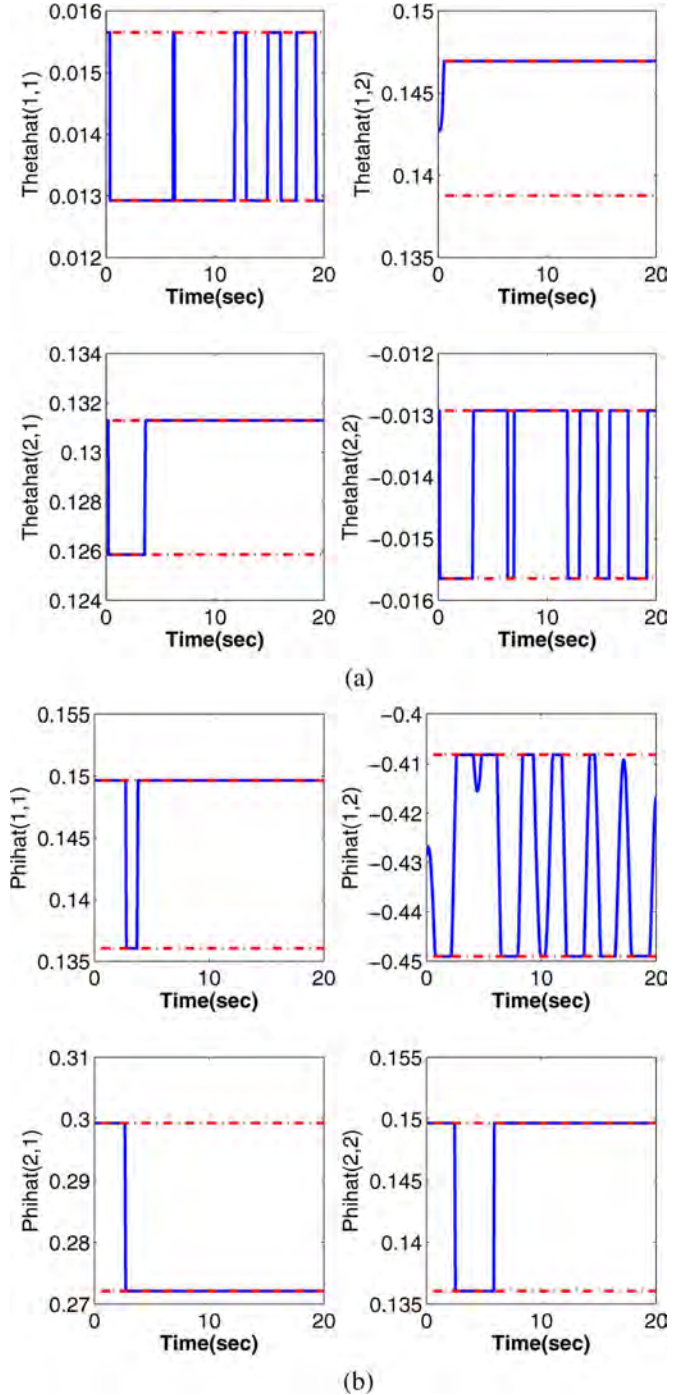 0.016
0.015
0.014
0.013
0.012
Thetahat(1,1)
0 10 20
Time(sec)
0.15
0.145
0.14
0.135
Thetahat(1,2)
0 10 20
Time(sec)
0.134
0.132
0.13
0.128
0.126
0.124
Thetahat(2,1)
0 10 20
Time(sec)
−0.012
−0.013
−0.014
−0.015
−0.016
Thetahat(2,2)
0 10 20
Time(sec)
(a)
0.155
0.15
0.145
0.14
0.135
Phihat(1,1)
0 10 20
Time(sec)
−0.4
−0.41
−0.42
−0.43
−0.44
−0.45
Phihat(1,2)
0 10 20
Time(sec)
0.31
0.3
0.29
0.28
0.27
Phihat(2,1)
0 10 20
Time(sec)
0.155
0.15
0.145
0.14
0.135
Phihat(2,2)
0 10 20
Time(sec)
(b)